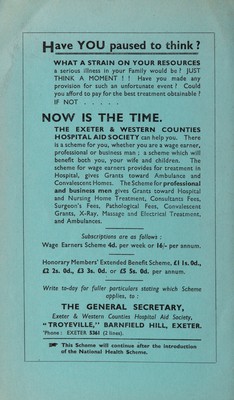 Have YOU paused to think ?
WHAT A STRAIN ON YOUR RESOURCES
a serious illness in your Family would be ? JUST
THINK A MOMENT ! ! Have you made any
provision for such an unfortunate event ? Could
you afford to pay for the best treatment obtainable ?
IF NOT . . . . .
NOW IS THE TIME.
THE EXETER & WESTERN COUNTIES
HOSPITAL AID SOCIETY can help you. There
is a scheme for you, whether you are a wage earner,
professional or business man ; a scheme which will
benefit both you, your wife and children. The
scheme for wage earners provides for treatment in
Hospital, gives Grants toward Ambulance and
Convalescent Homes. The Scheme for professional
and business men gives Grants toward Hospital
and Nursing Home Treatment, Consultants Fees,
Surgeon's Fees, Pathological Fees, Convalescent
Grants, X-Ray, Massage and Electrical Treatment,
and Ambulances.
Subscriptions are as follows :
Wage Earners Scheme 4d. per week or 16/- per annum.
Honorary Members' Extended Benefit Scheme, £1 1s. 0d.,
£2 2s. 0d., £3 3s. 0d. or £5 5s. 0d. per annum.
Write to-day for fuller particulars stating which Scheme
applies, to :
THE GENERAL SECRETARY,
Exeter & Western Counties Hospital Aid Society,
"TROYEVILLE," BARNFIELD HILL, EXETER.
'Phone : EXETER 5361 (2 lines).
☞ This Scheme will continue after the introduction
of the National Health Scheme.